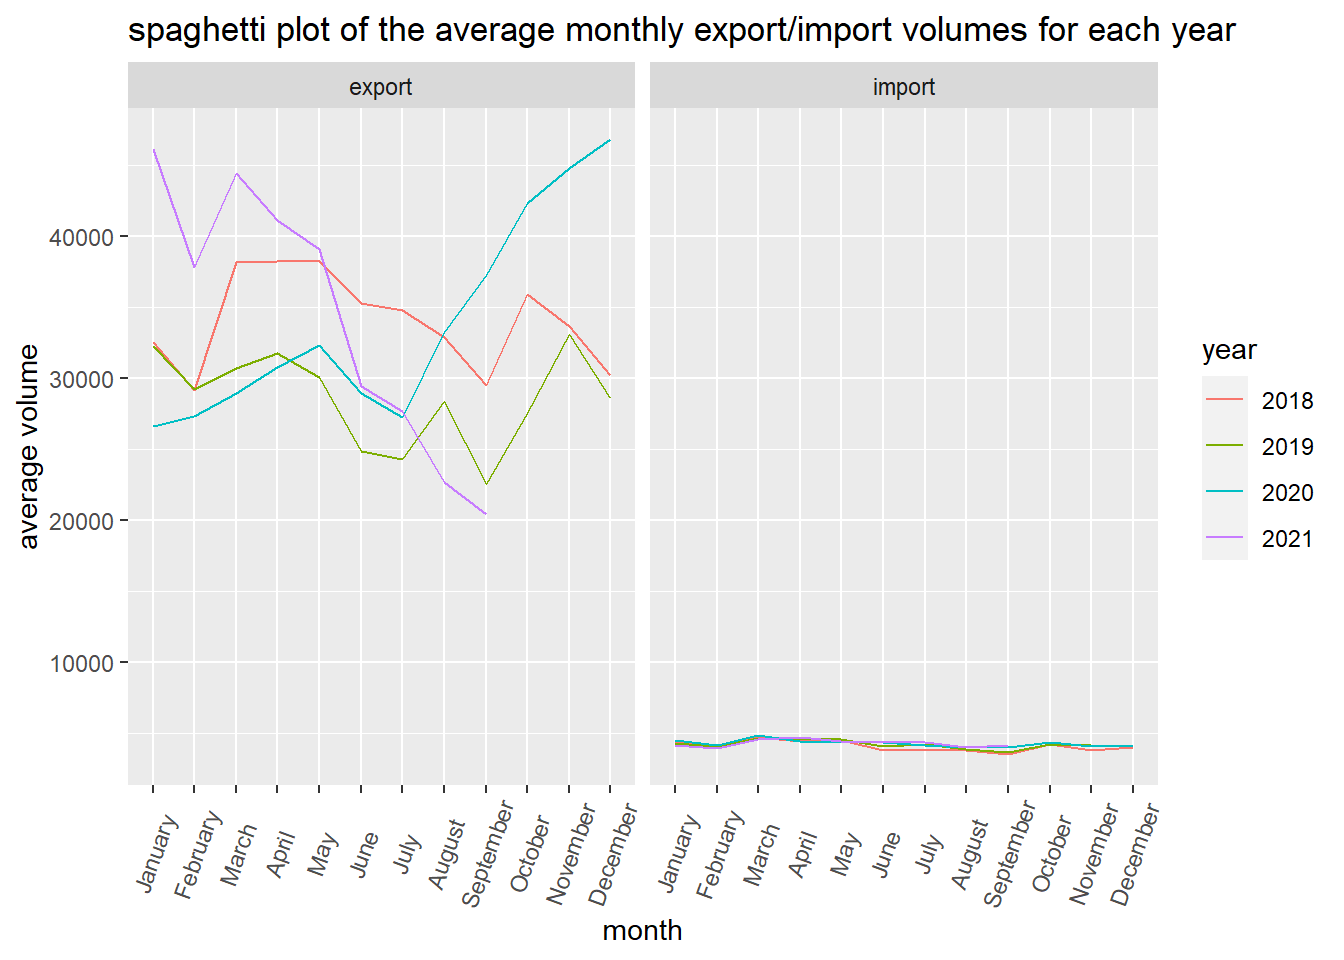 spaghetti plot of the average monthly export/import volumes for each year
export
import
average volume
40000
30000
20000
10000
January
February
March
April
May
June
July
August
September
October
November
December
January
February
March
April
May
June
July
August
September
October
November
December
month
year
2018
2019
2020
2021